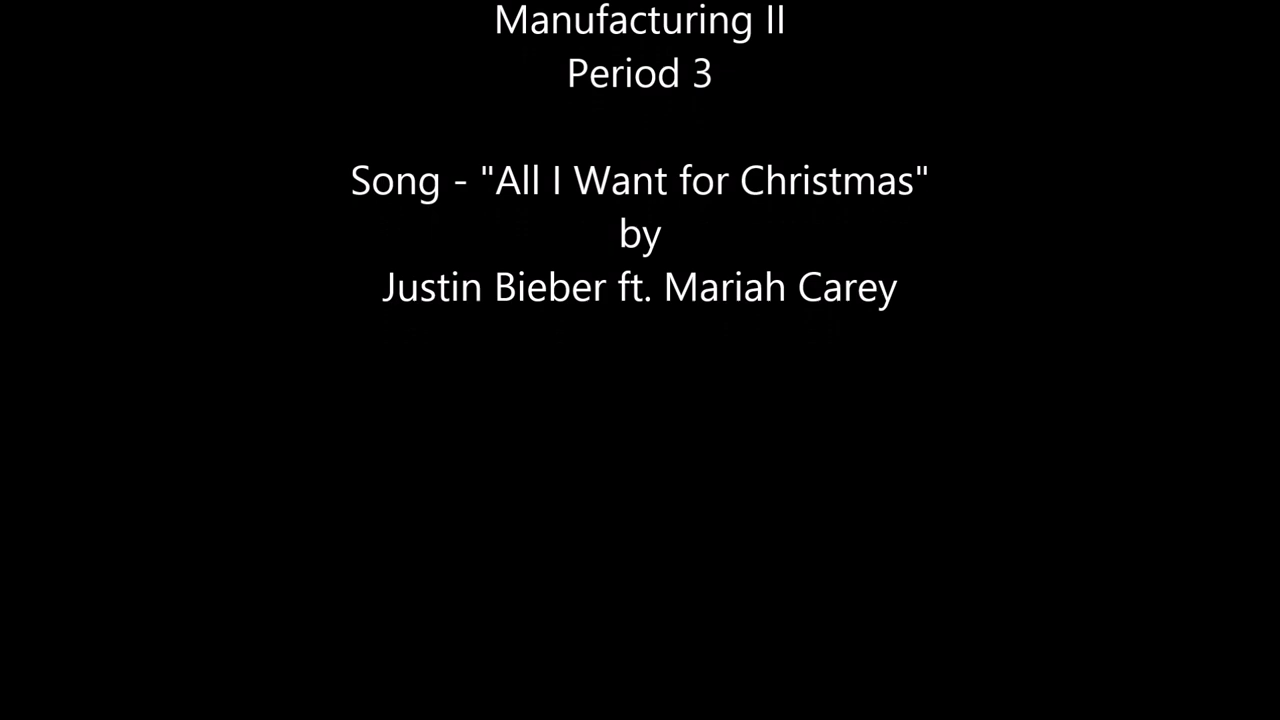 Manufacturing II
Period 3
Song - "All I Want for Christmas"
by
Justin Bieber ft. Mariah Carey